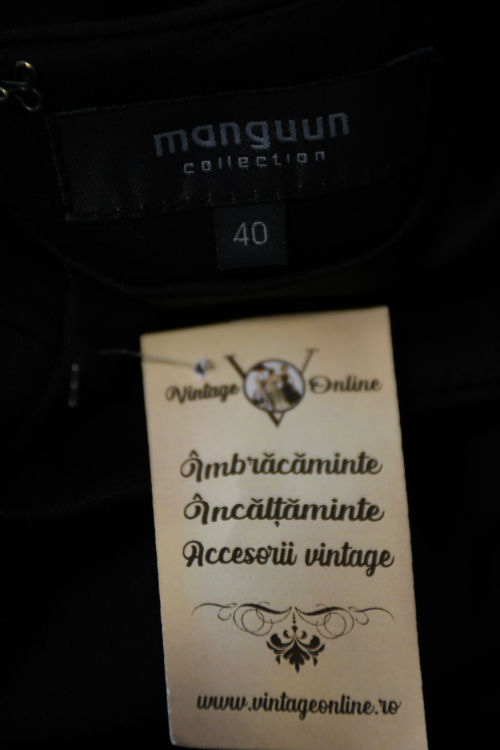 manguun
collection
40
Vintage Online
Îmbrăcăminte
Încălțăminte
Accesorii vintage
www.vintageonline.ro